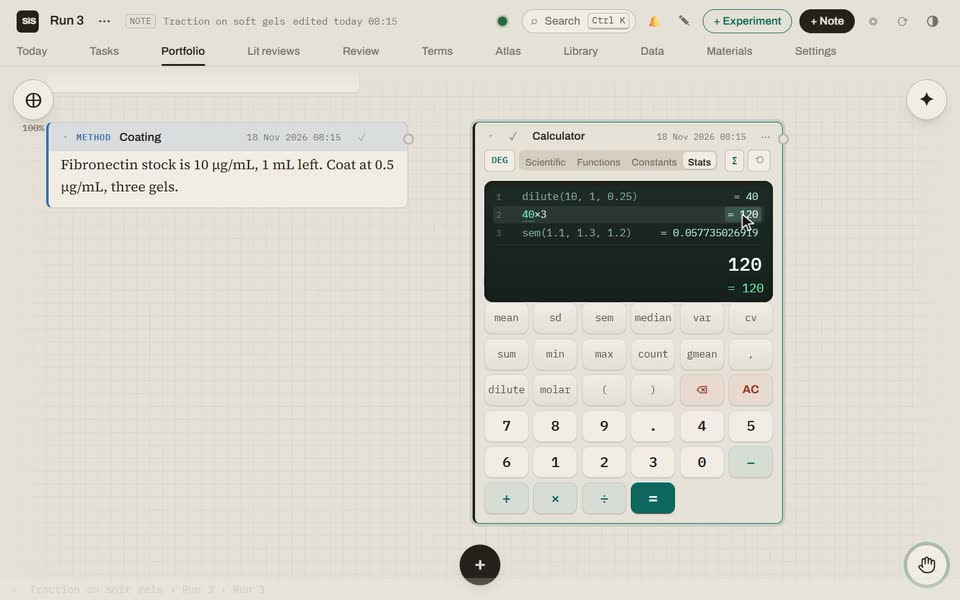 SIS Run 3 ··· NOTE Traction on soft gels edited today 08:15 Search Ctrl K + Experiment + Note
Today Tasks Portfolio Lit reviews Review Terms Atlas Library Data Materials Settings
100%
METHOD Coating 18 Nov 2026 08:15 ✓
Fibronectin stock is 10 µg/mL, 1 mL left. Coat at 0.5
µg/mL, three gels.
✓ Calculator 18 Nov 2026 08:15 ···
DEG Scientific Functions Constants Stats Σ
1 dilute(10, 1, 0.25) = 40
2 40×3 = 120
3 sem(1.1, 1.3, 1.2) = 0.057735026919
120
= 120
mean sd sem median var cv
sum min max count gmean ,
dilute molar ( ) ⌫ AC
7 8 9 . 4 5
6 1 2 3 0 −
+ × ÷ =
+
Traction on soft gels › Run 3 › Run 3